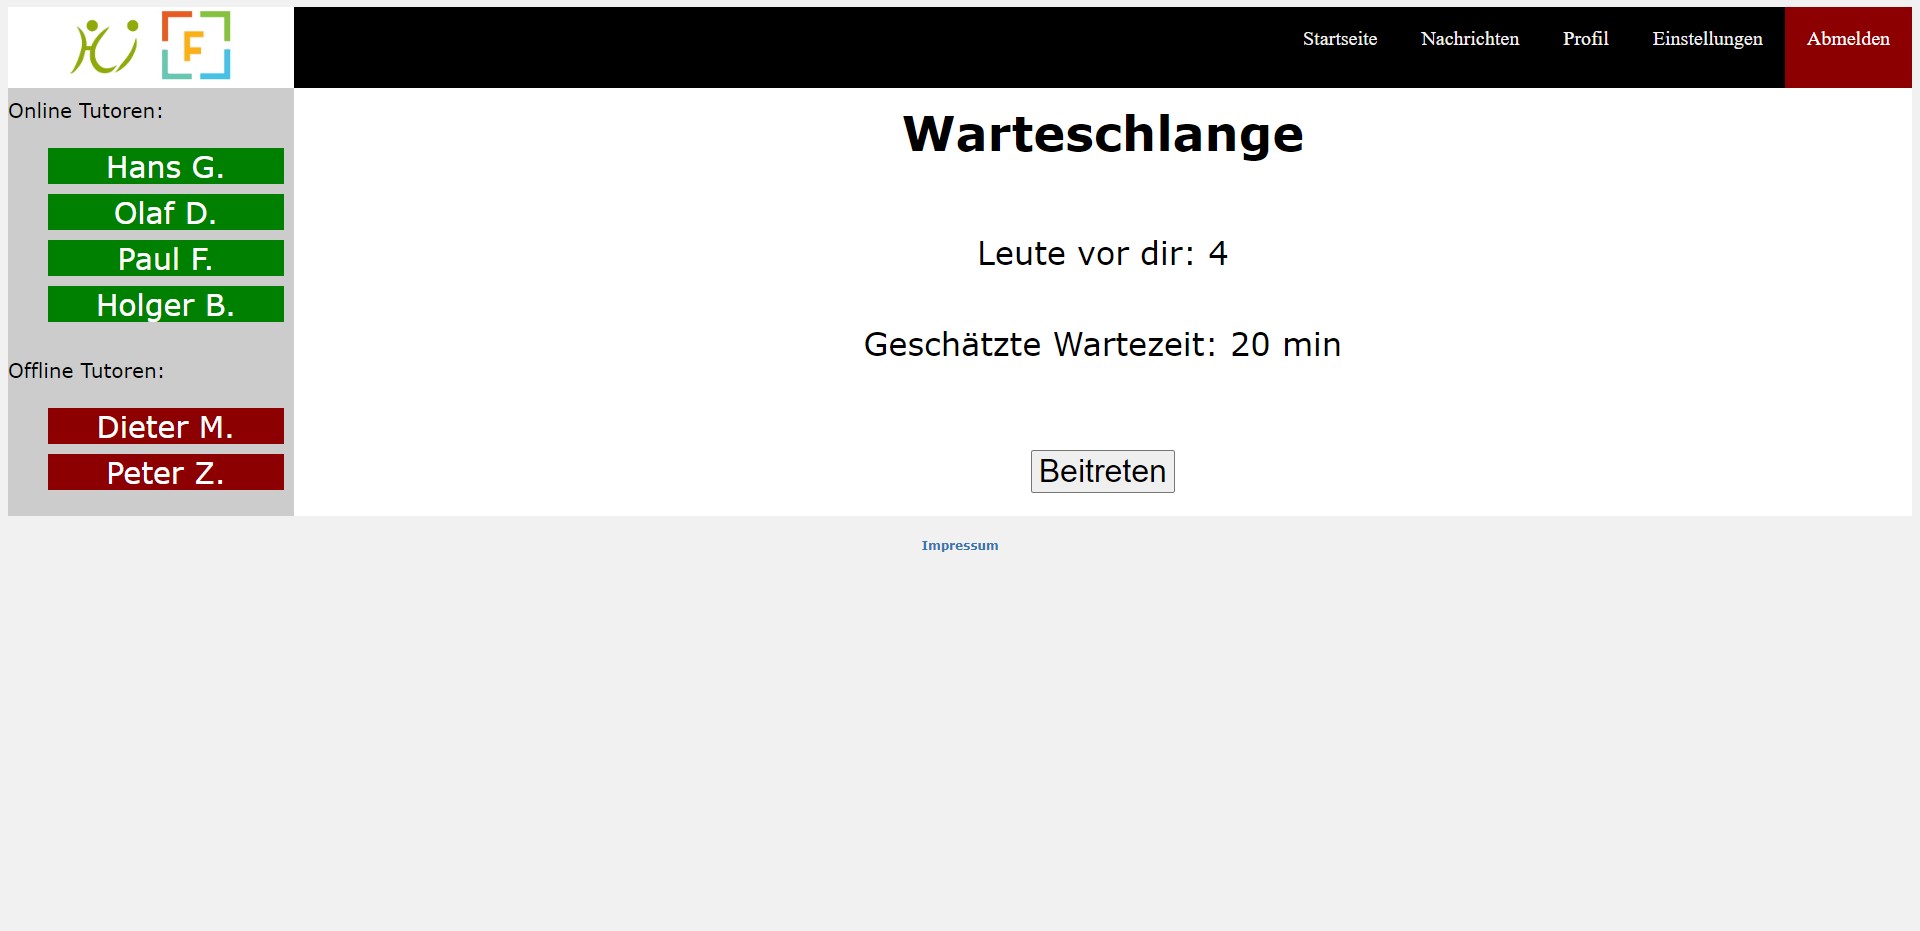 F
Startseite Nachrichten Profil Einstellungen Abmelden
Online Tutoren:
Hans G.
Olaf D.
Paul F.
Holger B.
Offline Tutoren:
Dieter M.
Peter Z.
Warteschlange
Leute vor dir: 4
Geschätzte Wartezeit: 20 min
Beitreten
Impressum